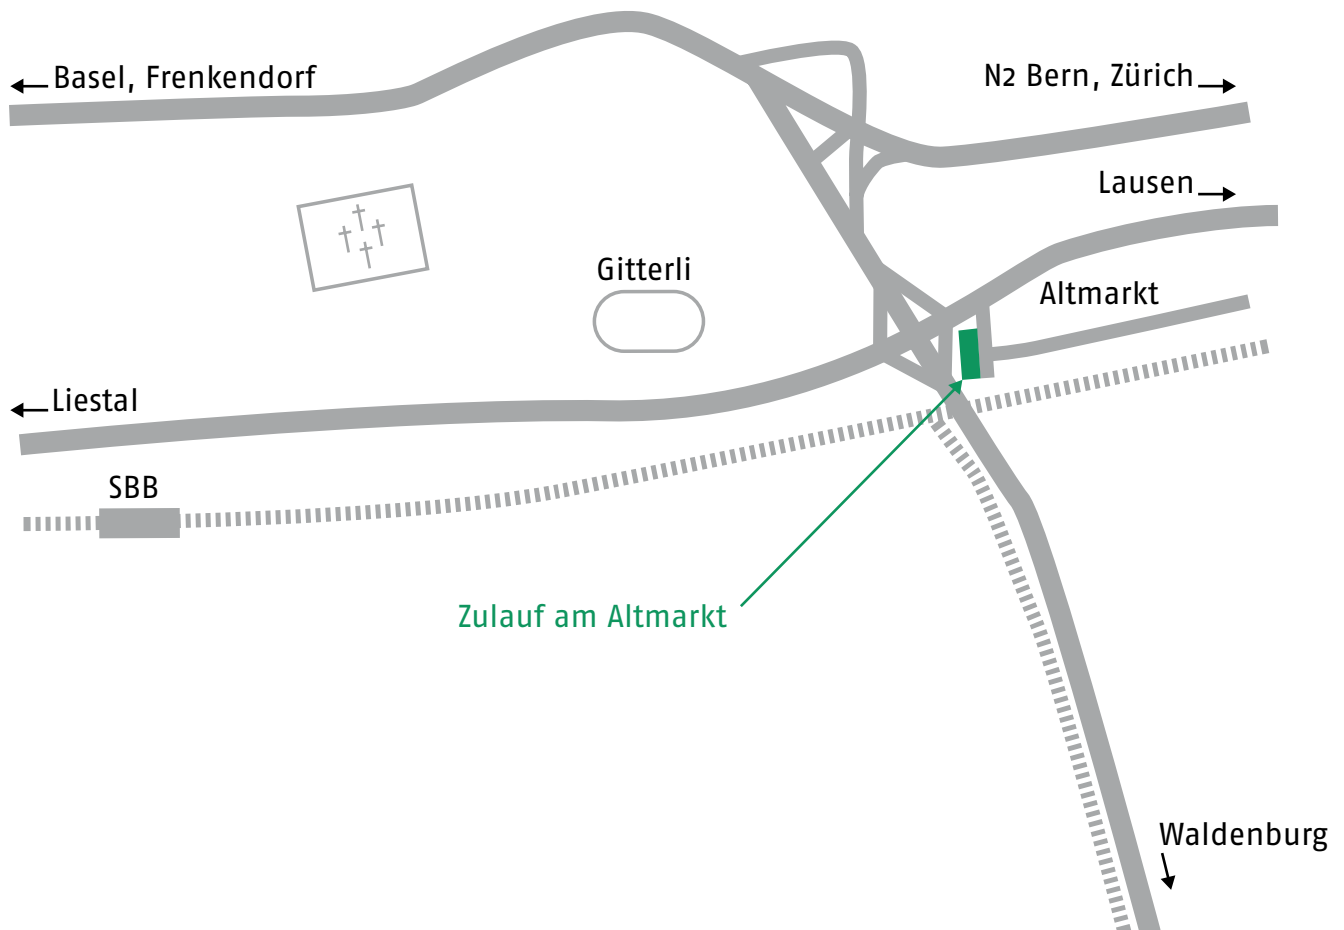 Basel, Frenkendorf
N2 Bern, Zürich
Lausen
Gitterli
Altmarkt
Liestal
SBB
Zulauf am Altmarkt
Waldenburg